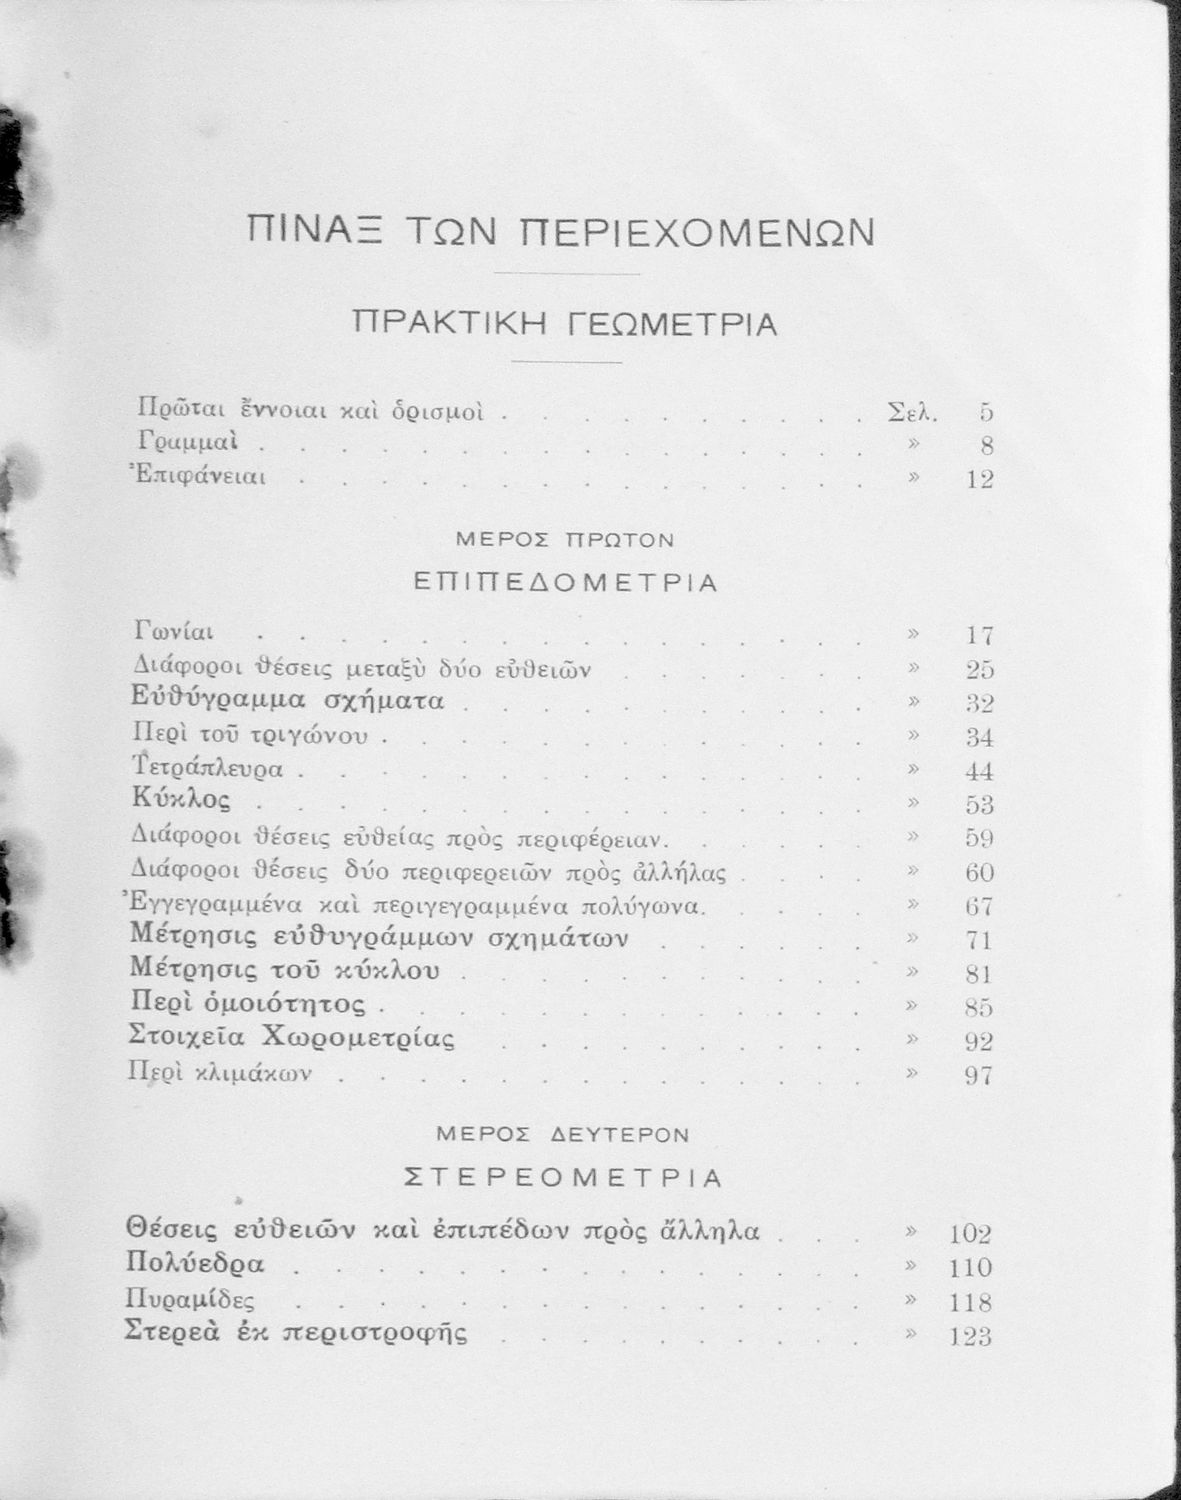 ΠΙΝΑΞ ΤΩΝ ΠΕΡΙΕΧΟΜΕΝΩΝ
ΠΡΑΚΤΙΚΗ ΓΕΩΜΕΤΡΙΑ
Πρῶται ἔννοιαι καὶ ὁρισμοὶ . . . . . . . . . . Σελ. 5
Γραμμαὶ . . . . . . . . . . . . . . . . » 8
Ἐπιφάνειαι . . . . . . . . . . . . . . . » 12
ΜΕΡΟΣ ΠΡΩΤΟΝ
ΕΠΙΠΕΔΟΜΕΤΡΙΑ
Γωνίαι . . . . . . . . . . . . . . . . » 17
Διάφοροι θέσεις μεταξὺ δύο εὐθειῶν . . . . . . . » 25
Εὐθύγραμμα σχήματα . . . . . . . . . . . » 32
Περὶ τοῦ τριγώνου . . . . . . . . . . . . . » 34
Τετράπλευρα . . . . . . . . . . . . . . . » 44
Κύκλος . . . . . . . . . . . . . . . . » 53
Διάφοροι θέσεις εὐθείας πρὸς περιφέρειαν. . . . . . » 59
Διάφοροι θέσεις δύο περιφερειῶν πρὸς ἀλλήλας . . . . » 60
Ἐγγεγραμμένα καὶ περιγεγραμμένα πολύγωνα. . . . . » 67
Μέτρησις εὐθυγράμμων σχημάτων . . . . . . » 71
Μέτρησις τοῦ κύκλου . . . . . . . . . . » 81
Περὶ ὁμοιότητος . . . . . . . . . . . . . » 85
Στοιχεῖα Χωρομετρίας . . . . . . . . . . » 92
Περὶ κλιμάκων . . . . . . . . . . . . . . » 97
ΜΕΡΟΣ ΔΕΥΤΕΡΟΝ
ΣΤΕΡΕΟΜΕΤΡΙΑ
Θέσεις εὐθειῶν καὶ ἐπιπέδων πρὸς ἄλληλα . . . » 102
Πολύεδρα . . . . . . . . . . . . . . . » 110
Πυραμίδες . . . . . . . . . . . . . . . » 118
Στερεὰ ἐκ περιστροφῆς . . . . . . . . . . » 123